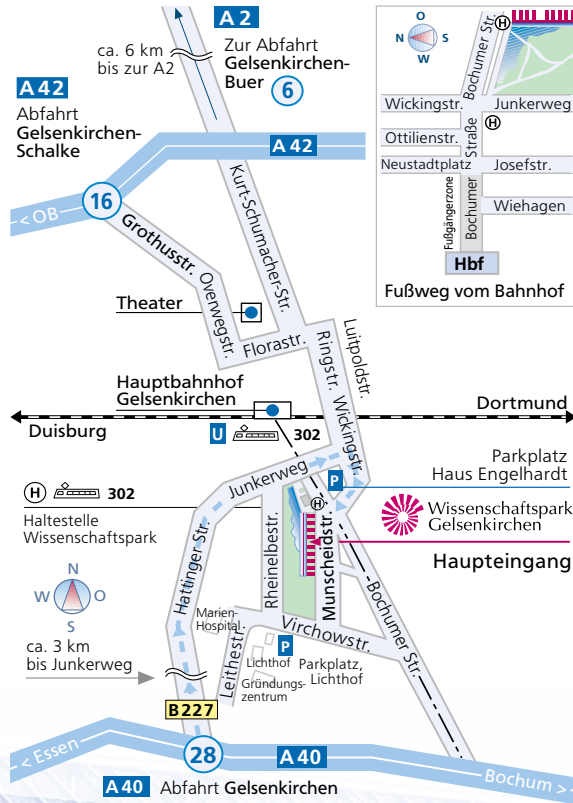 A 2
ca. 6 km
bis zur A2
Zur Abfahrt
Gelsenkirchen-
Buer
6
A 42
Abfahrt
Gelsenkirchen-
Schalke
A 42
16
< OB
Grothusstr.
Overwegstr.
Kurt-Schumacher-Str.
Theater
Florastr.
Ringstr.
Luitpoldstr.
Wickingstr.
Hauptbahnhof
Gelsenkirchen
Duisburg
Dortmund
U
302
Junkerweg
P
Parkplatz
Haus Engelhardt
H
302
Haltestelle
Wissenschaftspark
H
Wissenschaftspark
Gelsenkirchen
Haupteingang
Hattinger Str.
Rheinelbestr.
Munscheidstr.
Bochumer Str.
N
W
O
S
ca. 3 km
bis Junkerweg
Marien-
Hospital
Leithestr.
Virchowstr.
P
Lichthof
Parkplatz,
Lichthof
Gründungs-
zentrum
B227
28
< Essen
A 40
Bochum >
A 40
Abfahrt Gelsenkirchen
O
N
S
W
H
Bochumer Str.
Wickingstr.
Junkerweg
H
Ottilienstr.
Neustadtplatz
Josefstr.
Fußgängerzone
Bochumer Straße
Wiehagen
Hbf
Fußweg vom Bahnhof